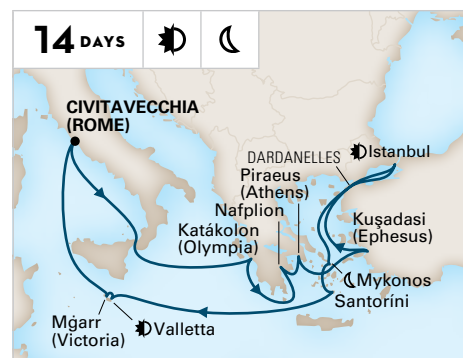 14 DAYS
CIVITAVECCHIA
(ROME)
DARDANELLES
Istanbul
Piraeus
(Athens)
Nafplion
Katákolon
(Olympia)
Kuşadasi
(Ephesus)
Mykonos
Santoríni
Mġarr
(Victoria)
Valletta